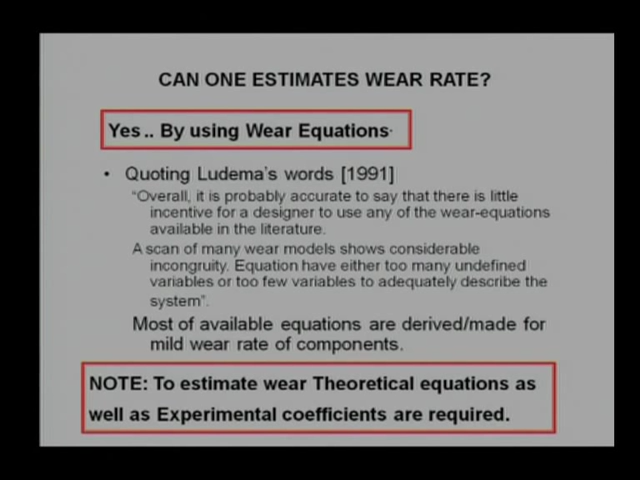 CAN ONE ESTIMATES WEAR RATE?
Yes .. By using Wear Equations.
• Quoting Ludema's words [1991]
"Overall, it is probably accurate to say that there is little
incentive for a designer to use any of the wear-equations
available in the literature.
A scan of many wear models shows considerable
incongruity. Equation have either too many undefined
variables or too few variables to adequately describe the
system".
Most of available equations are derived/made for
mild wear rate of components.
NOTE: To estimate wear Theoretical equations as
well as Experimental coefficients are required.